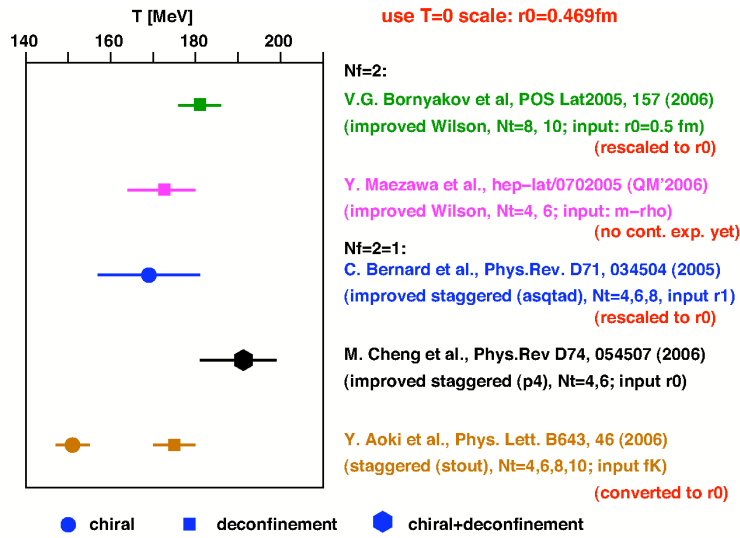 T [MeV]
use T=0 scale: r0=0.469fm
140 160 180 200
Nf=2:
V.G. Bornyakov et al, POS Lat2005, 157 (2006)
(improved Wilson, Nt=8, 10; input: r0=0.5 fm)
(rescaled to r0)
Y. Maezawa et al., hep-lat/0702005 (QM'2006)
(improved Wilson, Nt=4, 6; input: m-rho)
(no cont. exp. yet)
Nf=2=1:
C. Bernard et al., Phys.Rev. D71, 034504 (2005)
(improved staggered (asqtad), Nt=4,6,8, input r1)
(rescaled to r0)
M. Cheng et al., Phys.Rev D74, 054507 (2006)
(improved staggered (p4), Nt=4,6; input r0)
Y. Aoki et al., Phys. Lett. B643, 46 (2006)
(staggered (stout), Nt=4,6,8,10; input fK)
(converted to r0)
chiral deconfinement chiral+deconfinement